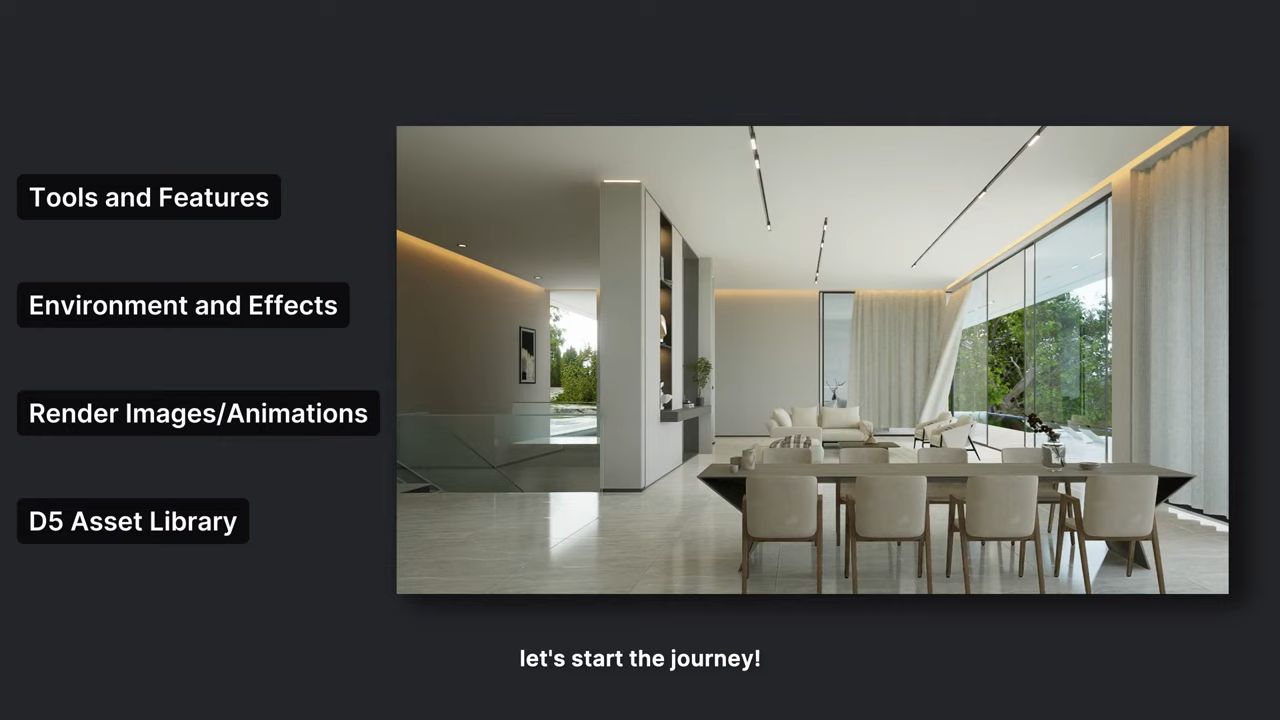 Tools and Features
Environment and Effects
Render Images/Animations
D5 Asset Library
let's start the journey!